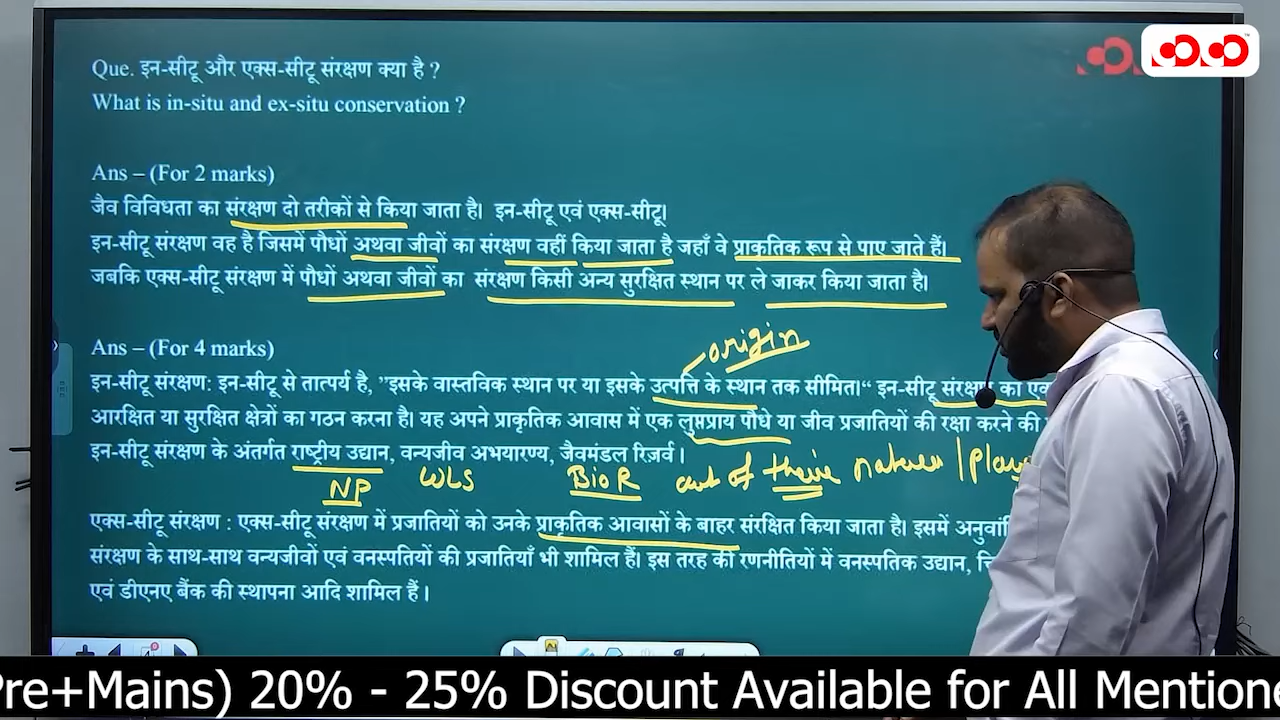 Que. इन-सीटू और एक्स-सीटू संरक्षण क्या है ?
What is in-situ and ex-situ conservation ?
Ans – (For 2 marks)
जैव विविधता का संरक्षण दो तरीकों से किया जाता है। इन-सीटू एवं एक्स-सीटू।
इन-सीटू संरक्षण वह है जिसमें पौधों अथवा जीवों का संरक्षण वहीं किया जाता है जहाँ वे प्राकृतिक रूप से पाए जाते हैं।
जबकि एक्स-सीटू संरक्षण में पौधों अथवा जीवों का संरक्षण किसी अन्य सुरक्षित स्थान पर ले जाकर किया जाता है।
origin
Ans – (For 4 marks)
इन-सीटू संरक्षण: इन-सीटू से तात्पर्य है, ”इसके वास्तविक स्थान पर या इसके उत्पत्ति के स्थान तक सीमित।“ इन-सीटू संरक्षण का
आरक्षित या सुरक्षित क्षेत्रों का गठन करना है। यह अपने प्राकृतिक आवास में एक लुप्तप्राय पौधे या जीव प्रजातियों की रक्षा करने की
इन-सीटू संरक्षण के अंतर्गत राष्ट्रीय उद्यान, वन्यजीव अभयारण्य, जैवमंडल रिज़र्व।
NP WLS BioR out of their
एक्स-सीटू संरक्षण : एक्स-सीटू संरक्षण में प्रजातियों को उनके प्राकृतिक आवासों के बाहर संरक्षित किया जाता है। इसमें
संरक्षण के साथ-साथ वन्यजीवों एवं वनस्पतियों की प्रजातियाँ भी शामिल हैं। इस तरह की रणनीतियों में वनस्पतिक उद्यान,
एवं डीएनए बैंक की स्थापना आदि शामिल हैं।
Pre+Mains) 20% - 25% Discount Available for All Mentione